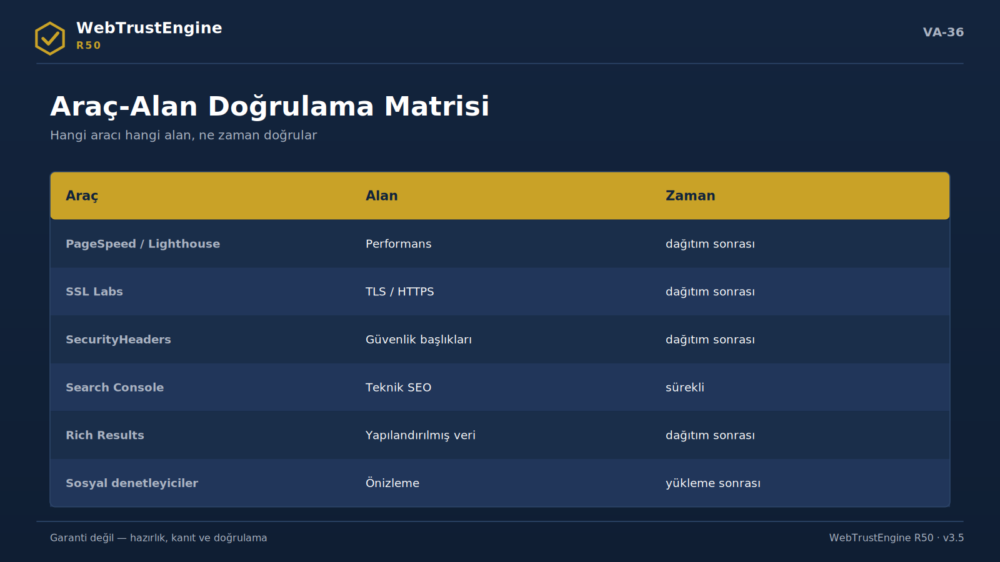 WebTrustEngine
R50
VA-36
Araç-Alan Doğrulama Matrisi
Hangi aracı hangi alan, ne zaman doğrular
Araç Alan Zaman
PageSpeed / Lighthouse Performans dağıtım sonrası
SSL Labs TLS / HTTPS dağıtım sonrası
SecurityHeaders Güvenlik başlıkları dağıtım sonrası
Search Console Teknik SEO sürekli
Rich Results Yapılandırılmış veri dağıtım sonrası
Sosyal denetleyiciler Önizleme yükleme sonrası
Garanti değil — hazırlık, kanıt ve doğrulama
WebTrustEngine R50 · v3.5